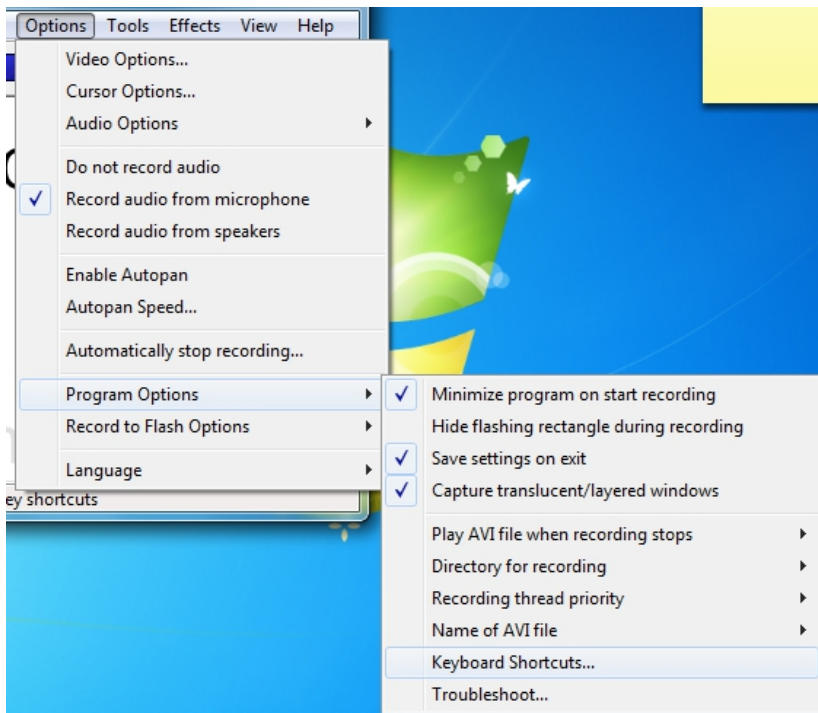 Options Tools Effects View Help
Video Options...
Cursor Options...
Audio Options
Do not record audio
Record audio from microphone
Record audio from speakers
Enable Autopan
Autopan Speed...
Automatically stop recording...
Program Options
Record to Flash Options
Language
ey shortcuts
Minimize program on start recording
Hide flashing rectangle during recording
Save settings on exit
Capture translucent/layered windows
Play AVI file when recording stops
Directory for recording
Recording thread priority
Name of AVI file
Keyboard Shortcuts...
Troubleshoot...